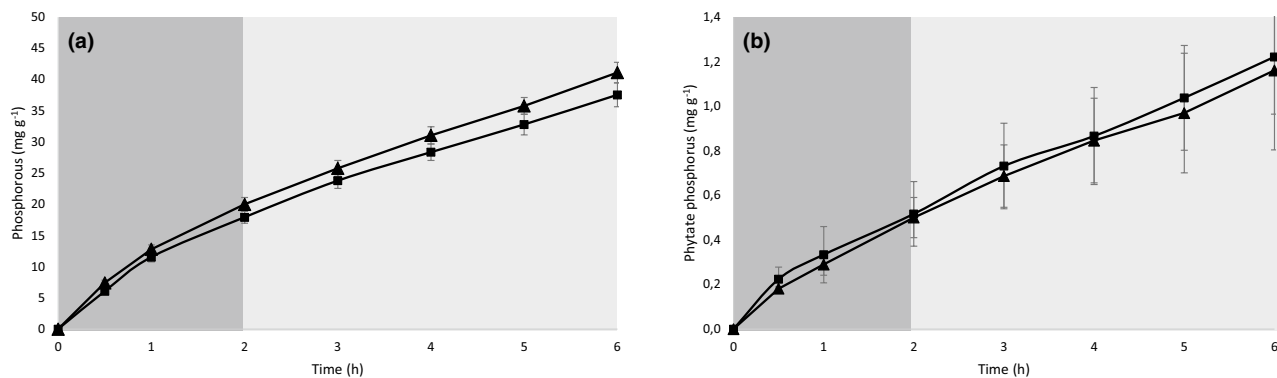 (a)
Phosphorous (mg g⁻¹)
50
45
40
35
30
25
20
15
10
5
0
0 1 2 3 4 5 6
Time (h)
(b)
Phytate phosphorus (mg g⁻¹)
1,4
1,2
1,0
0,8
0,6
0,4
0,2
0,0
0 1 2 3 4 5 6
Time (h)